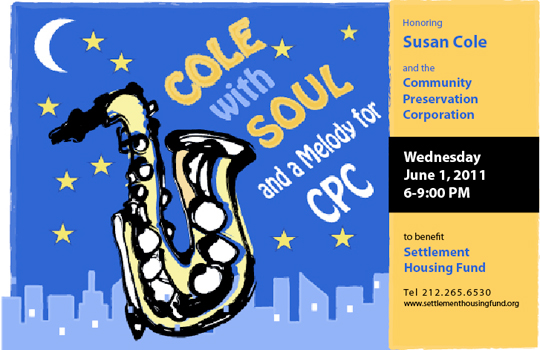 COLE
with
SOUL
and a Melody for
CPC
Honoring
Susan Cole
and the
Community
Preservation
Corporation
Wednesday
June 1, 2011
6-9:00 PM
to benefit
Settlement
Housing Fund
Tel 212.265.6530
www.settlementhousingfund.org